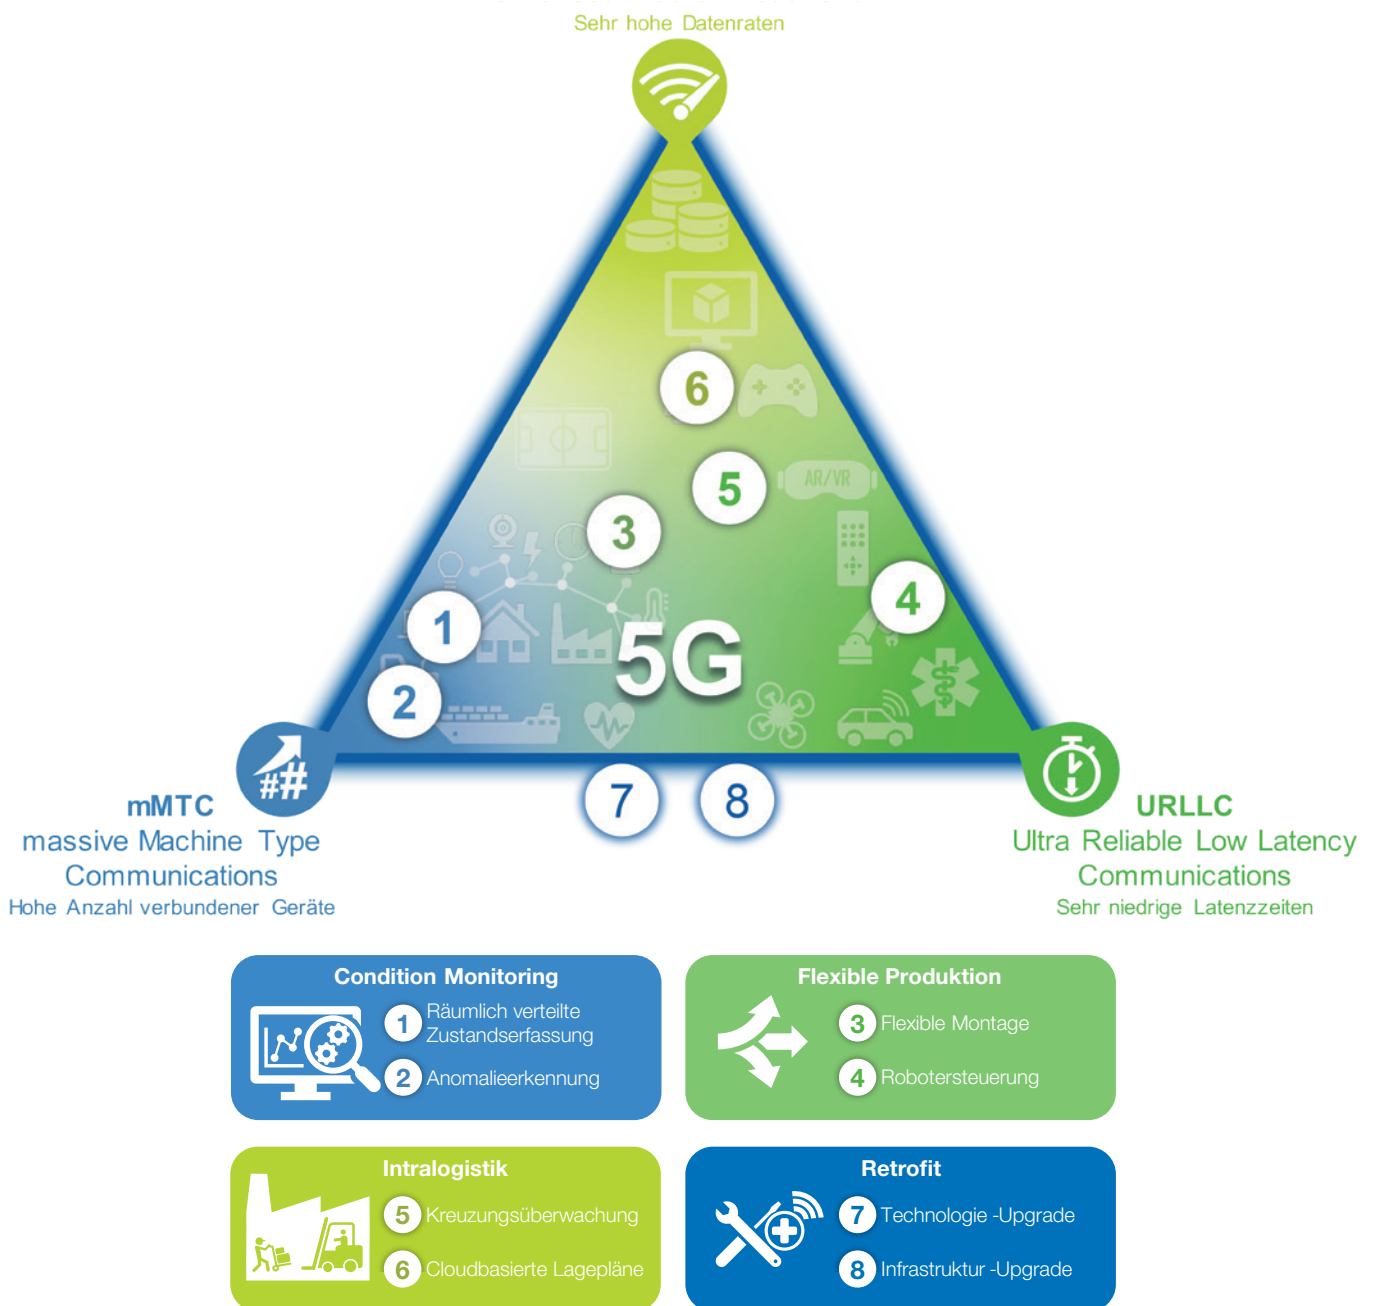 Sehr hohe Datenraten
6
AR/VR
5
3
4
1
5G
2
##
7
8
mMTC
massive Machine Type
Communications
Hohe Anzahl verbundener Geräte
URLLC
Ultra Reliable Low Latency
Communications
Sehr niedrige Latenzzeiten
Condition Monitoring
1 Räumlich verteilte
Zustandserfassung
2 Anomalieerkennung
Flexible Produktion
3 Flexible Montage
4 Robotersteuerung
Intralogistik
5 Kreuzungsüberwachung
6 Cloudbasierte Lagepläne
Retrofit
7 Technologie -Upgrade
8 Infrastruktur -Upgrade